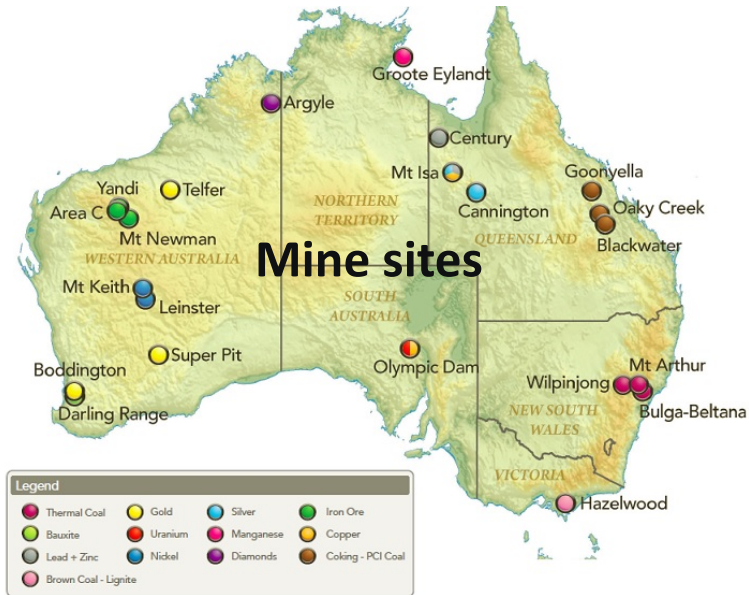 Groote Eylandt
Argyle
Century
Mt Isa
Goonyella
Yandi
Telfer
Cannington
Oaky Creek
Area C
NORTHERN
TERRITORY
Mt Newman
QUEENSLAND
Blackwater
WESTERN AUSTRALIA
Mine sites
Mt Keith
SOUTH
AUSTRALIA
Leinster
Super Pit
Olympic Dam
Boddington
Mt Arthur
Wilpinjong
Darling Range
NEW SOUTH
WALES
Bulga-Beltana
VICTORIA
Hazelwood
Legend
Thermal Coal
Gold
Silver
Iron Ore
Bauxite
Uranium
Manganese
Copper
Lead + Zinc
Nickel
Diamonds
Coking - PCI Coal
Brown Coal - Lignite